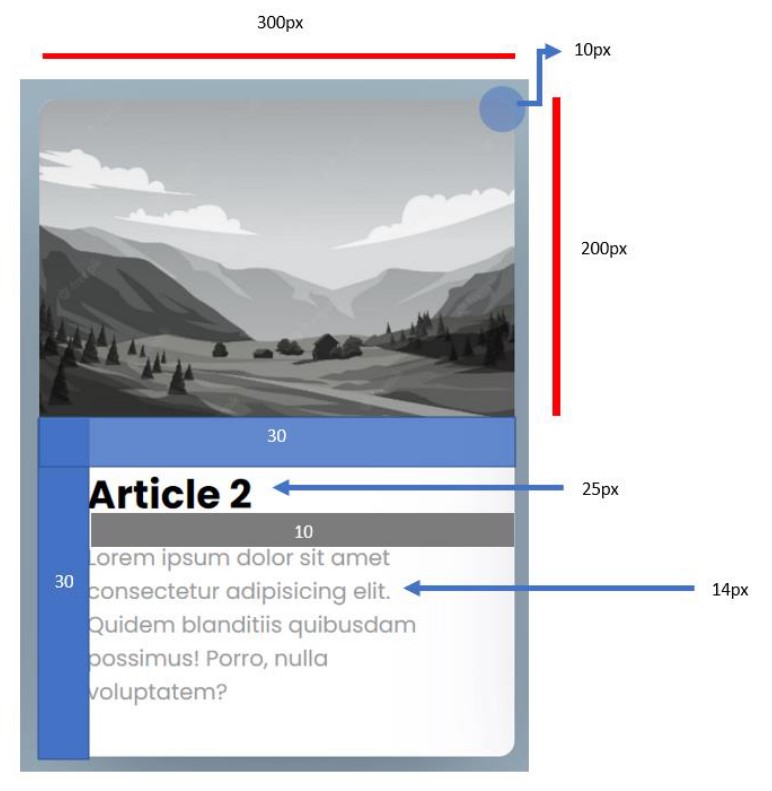 300px
10px
200px
30
Article 2
25px
10
Lorem ipsum dolor sit amet
consectetur adipisicing elit.
30
14px
Quidem blanditiis quibusdam
possimus! Porro, nulla
voluptatem?